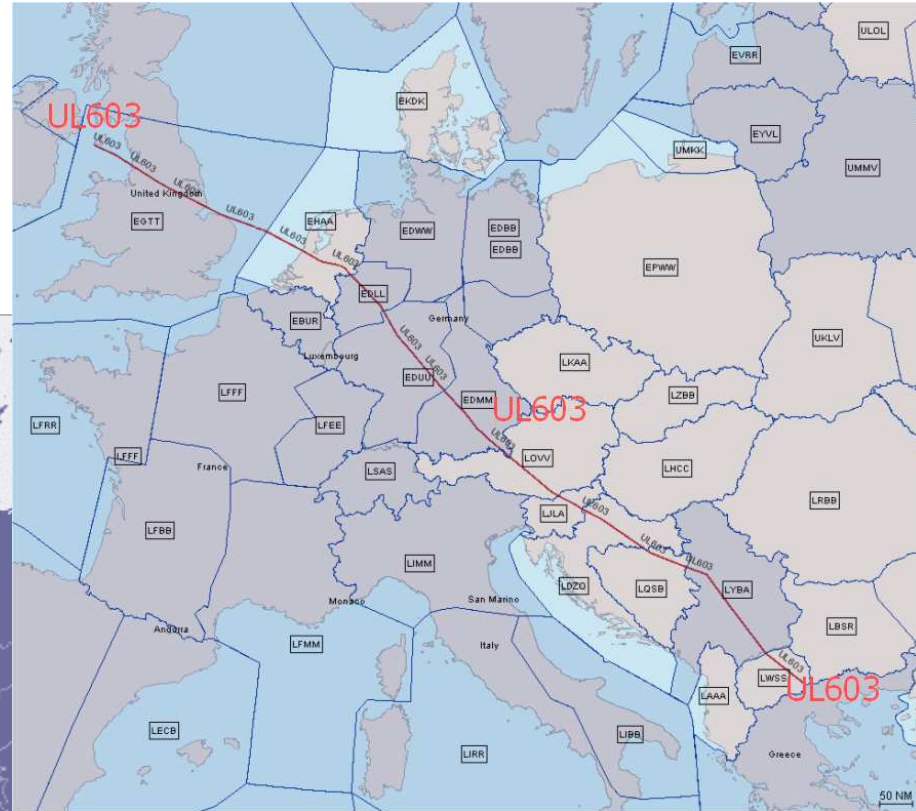 ULOL
EVRR
EKDK
UL603
EYVL
UL603
UL603
UMKK
UMMV
UL603
United Kingdom
UL603
EGTT
EHAA
EDWW
EDBB
UL603
EDBB
UL603
EPWW
EDLL
EBUR
Germany
UL603
UKLV
Luxembourg
LKAA
UL603
EDUU
LZBB
LFFF
EDMM
UL603
LFRR
LFEE
UL603
LFFF
LOVV
France
LSAS
LHCC
LRBB
UL603
LJLA
LFBB
UL603
LIMM
UL603
LDZO
LQSB
LYBA
Monaco
San Marino
LBSR
Andorra
LFMM
Italy
UL603
LWSS
UL603
LAAA
LECB
LIBB
LIRR
Greece
50 NM